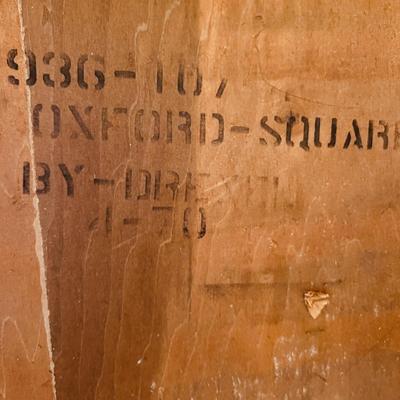 936-107
OXFORD-SQUARE
BY-DREXEL
4-70